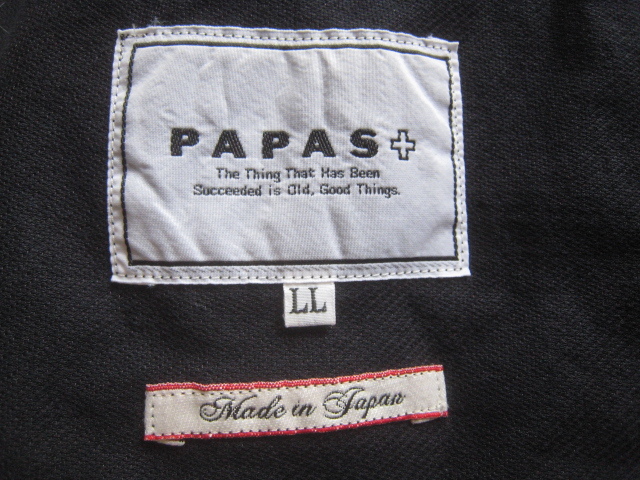 PAPAS+
The Thing That Has Been
Succeeded is Old, Good Things.
LL
Made in Japan